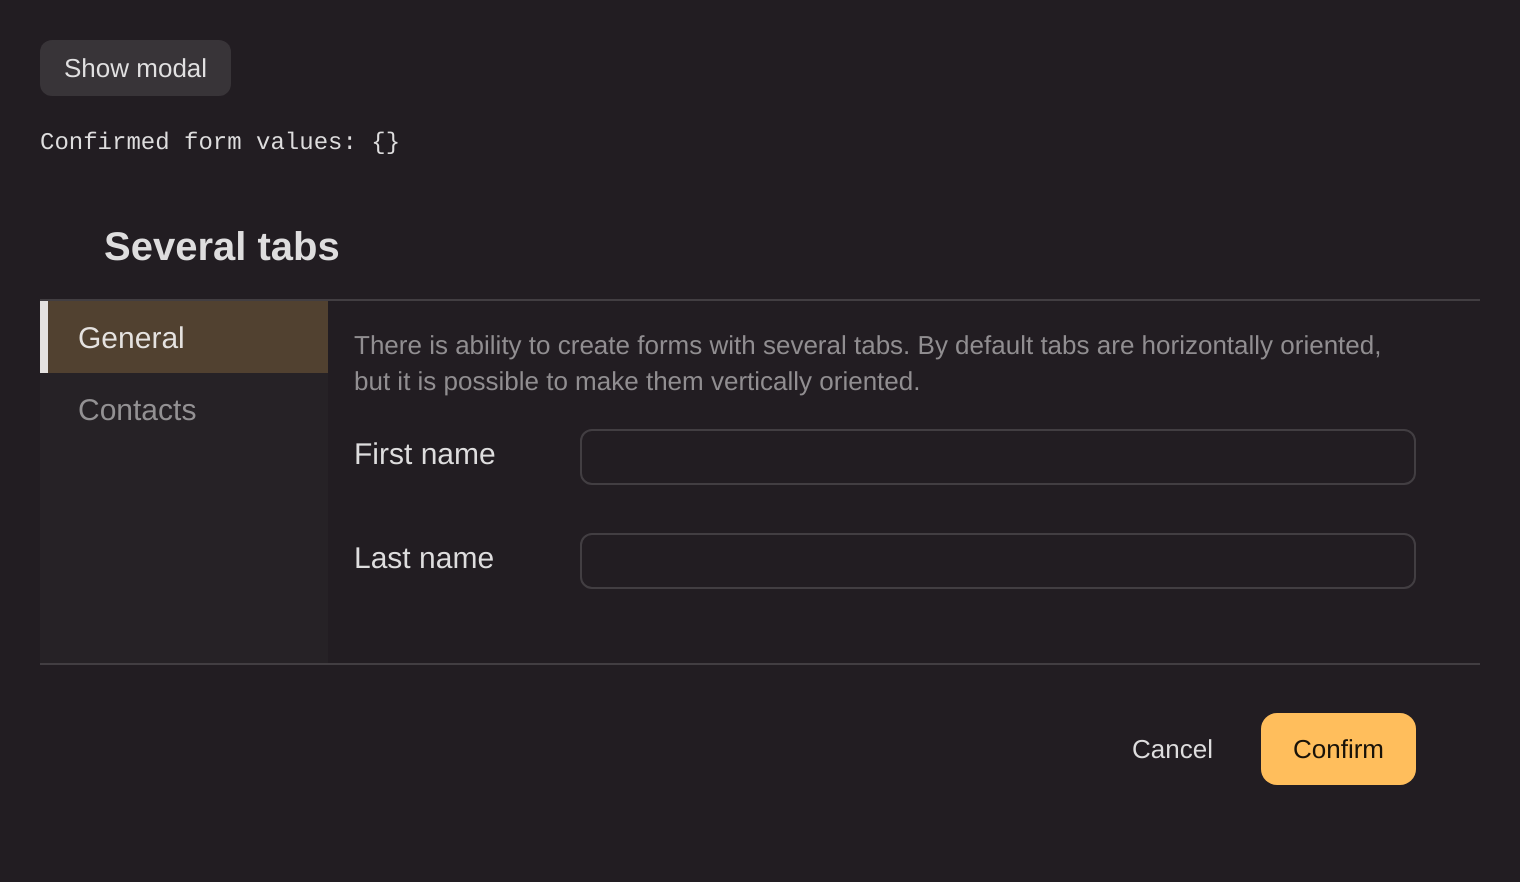 Show modal
Confirmed form values: {}
Several tabs
General
Contacts
There is ability to create forms with several tabs. By default tabs are horizontally oriented,
but it is possible to make them vertically oriented.
First name
Last name
Cancel
Confirm